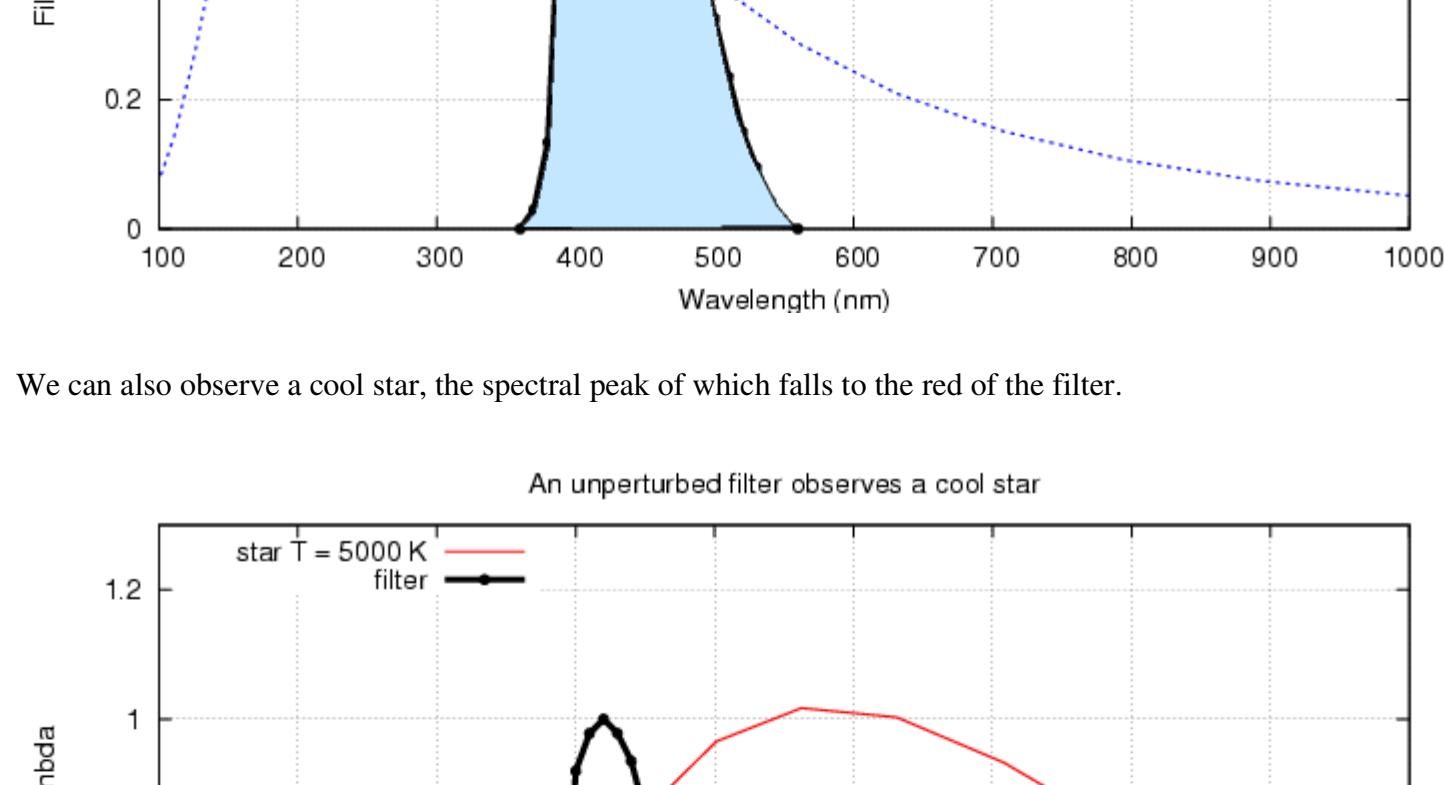 Fil
0.2
0
100 200 300 400 500 600 700 800 900 1000
Wavelength (nm)
We can also observe a cool star, the spectral peak of which falls to the red of the filter.
An unperturbed filter observes a cool star
star T = 5000 K
filter
1.2
1
mbda